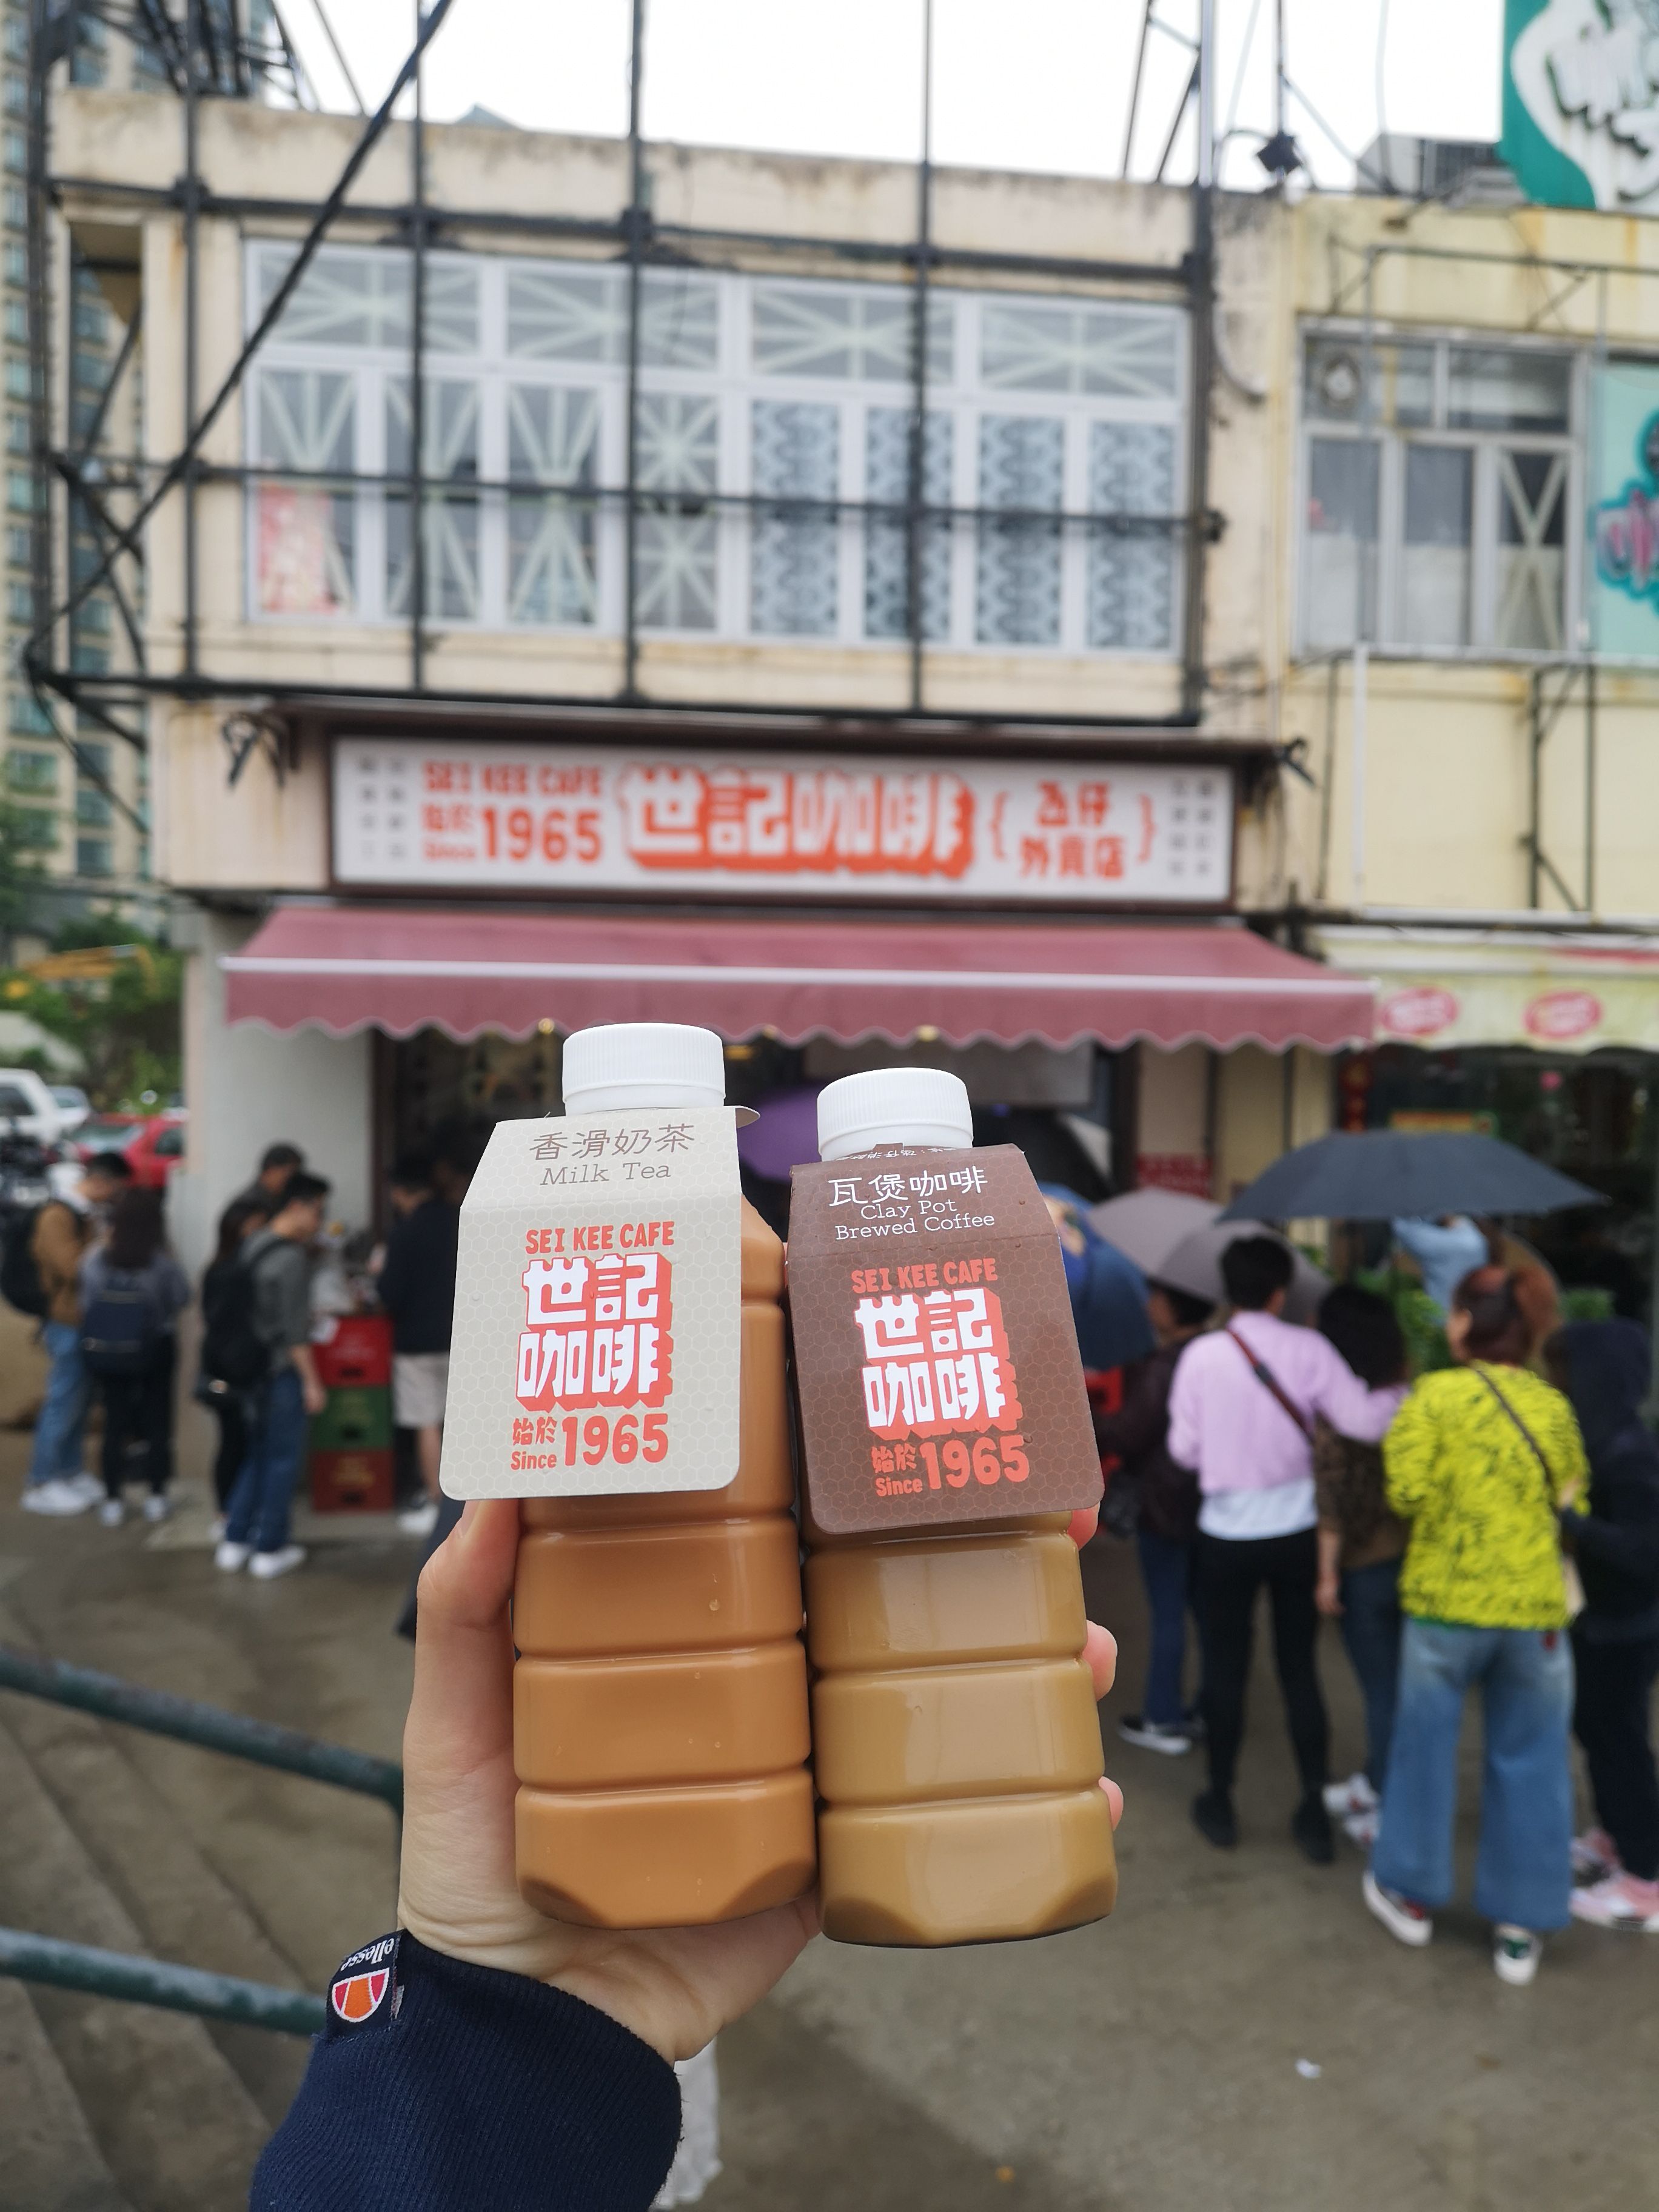 SEI KEE CAFE
始於
Since
1965
世記咖啡
{氹仔
外賣店}
香滑奶茶
Milk Tea
SEI KEE CAFE
世記
咖啡
始於
Since 1965
瓦煲咖啡
Clay Pot
Brewed Coffee
SEI KEE CAFE
世記
咖啡
始於
Since 1965
ellesse